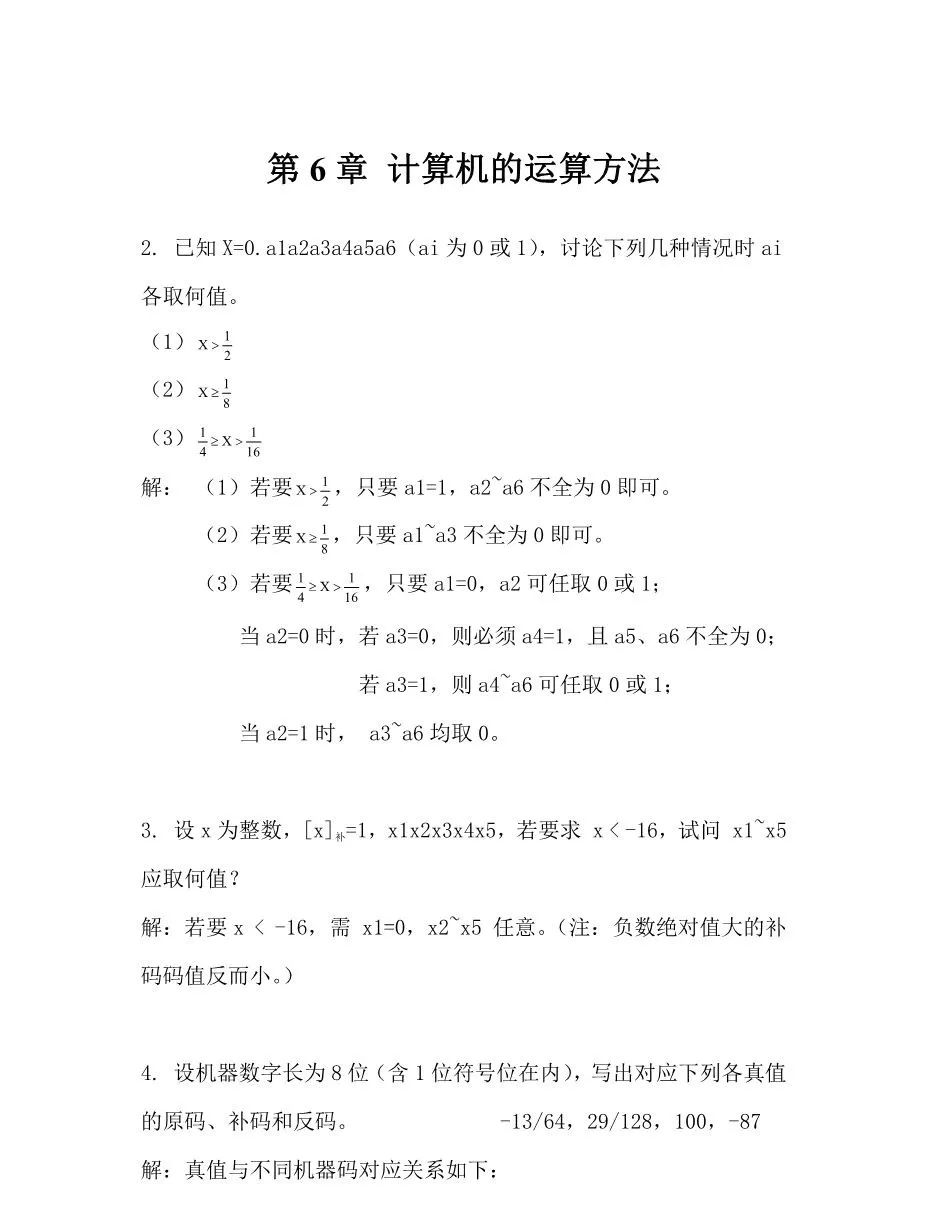 第 6 章 计算机的运算方法
2. 已知 X=0.a1a2a3a4a5a6（ai 为 0 或 1），讨论下列几种情况时 ai
各取何值。
（1）x>1/2
（2）x≥1/8
（3）1/4≥x>1/16
解： （1）若要x>1/2，只要 a1=1，a2~a6 不全为 0 即可。
（2）若要x≥1/8，只要 a1~a3 不全为 0 即可。
（3）若要1/4≥x>1/16，只要 a1=0，a2 可任取 0 或 1；
当 a2=0 时，若 a3=0，则必须 a4=1，且 a5、a6 不全为 0；
若 a3=1，则 a4~a6 可任取 0 或 1；
当 a2=1 时， a3~a6 均取 0。
3. 设 x 为整数，[x]补=1，x1x2x3x4x5，若要求 x＜-16，试问 x1~x5
应取何值？
解：若要 x < -16，需 x1=0，x2~x5 任意。（注：负数绝对值大的补
码码值反而小。）
4. 设机器数字长为 8 位（含 1 位符号位在内），写出对应下列各真值
的原码、补码和反码。 -13/64，29/128，100，-87
解：真值与不同机器码对应关系如下：